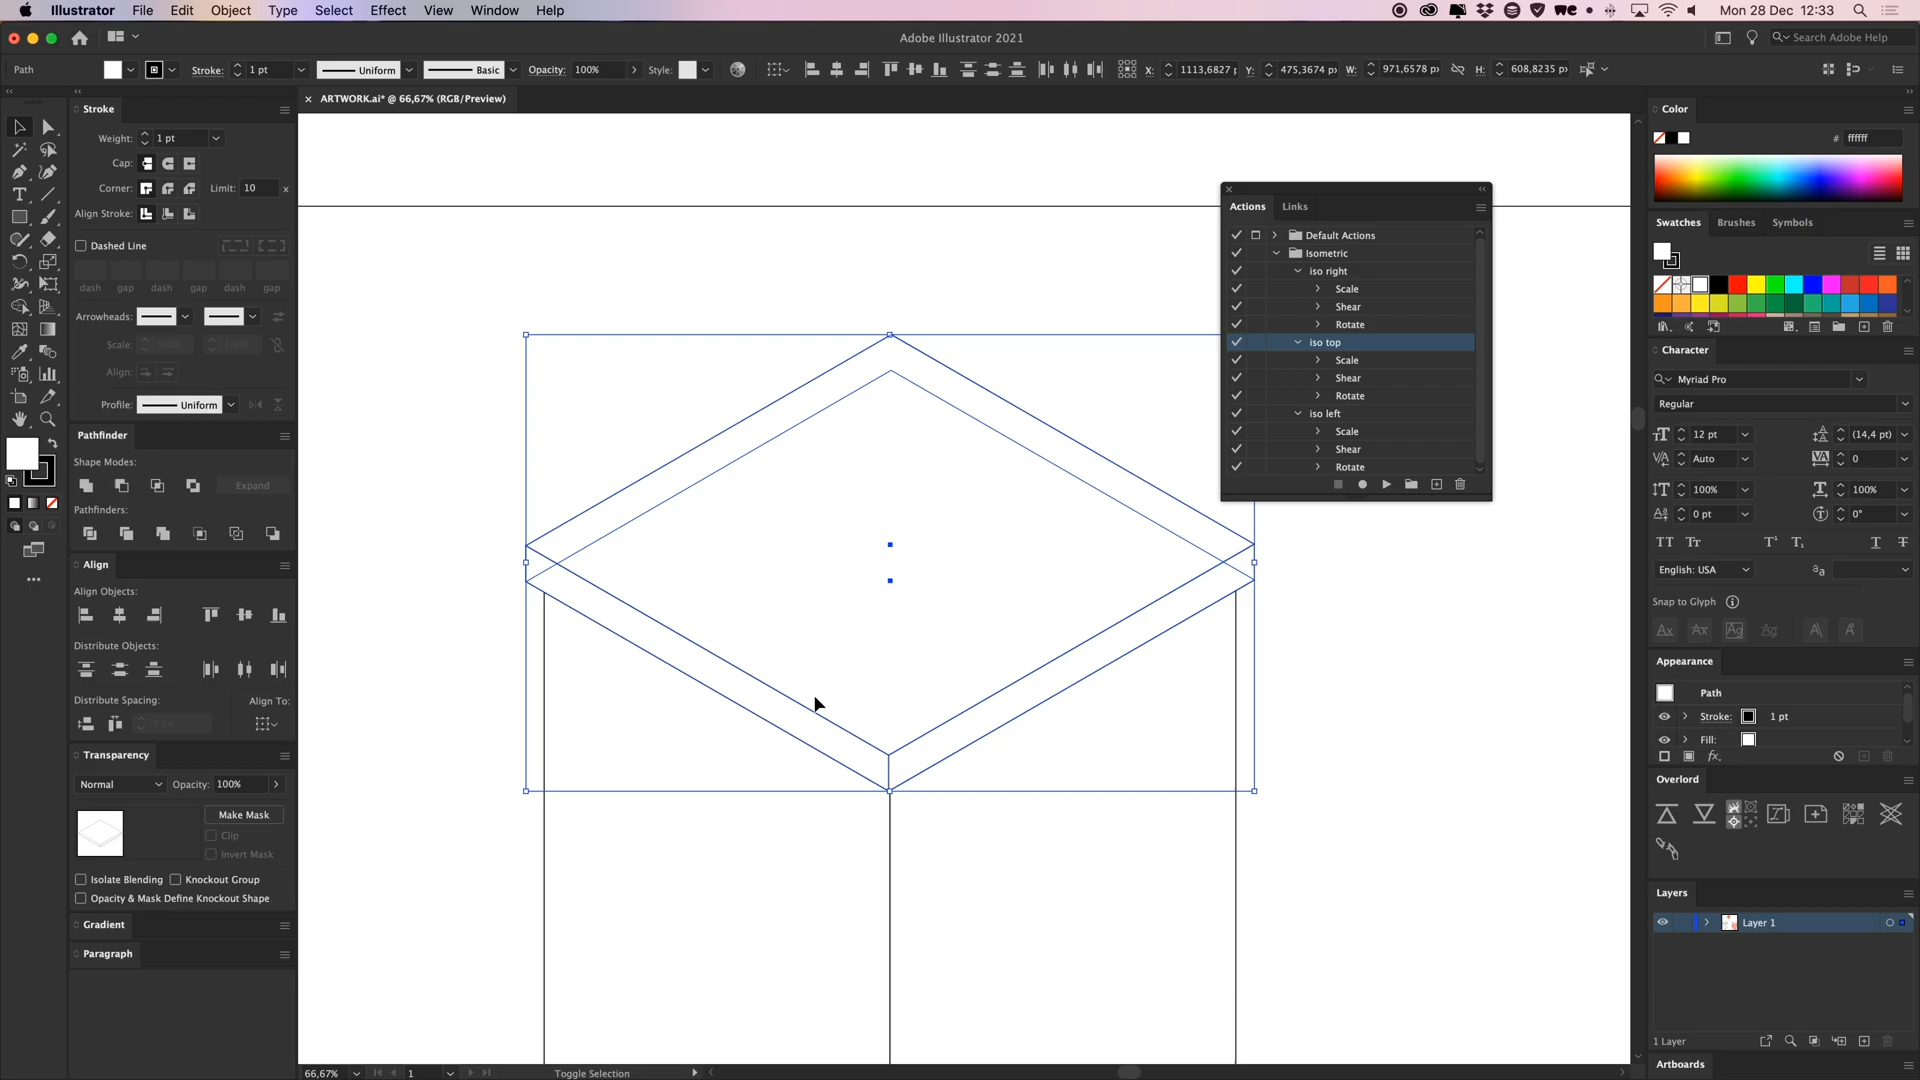 Illustrator File Edit Object Type Select Effect View Window Help
Mon 28 Dec 12:33
Adobe Illustrator 2021
Search Adobe Help
Path
Stroke: 1 pt
Uniform
Basic
Opacity: 100%
Style:
X: 1113,6827 p
Y: 475,3674 px
W: 971,6578 px
H: 608,8235 px
ARTWORK.ai* @ 66,67% (RGB/Preview)
Stroke
Weight: 1 pt
Cap:
Corner: Limit: 10 x
Align Stroke:
Dashed Line
dash gap dash gap dash gap
Arrowheads:
Scale: 100% 100%
Align:
Profile: Uniform
Pathfinder
Shape Modes:
Expand
Pathfinders:
Align
Align Objects:
Distribute Objects:
Distribute Spacing: Align To:
0 px
Transparency
Normal Opacity: 100%
Make Mask
Clip
Invert Mask
Isolate Blending Knockout Group
Opacity & Mask Define Knockout Shape
Gradient
Paragraph
Actions Links
Default Actions
Isometric
iso right
Scale
Shear
Rotate
iso top
Scale
Shear
Rotate
iso left
Scale
Shear
Rotate
Color
# ffffff
Swatches Brushes Symbols
Character
Myriad Pro
Regular
12 pt (14,4 pt)
Auto 0
100% 100%
0 pt 0°
English: USA
Snap to Glyph
Appearance
Path
Stroke: 1 pt
Fill:
Overlord
Layers
Layer 1
1 Layer
Artboards
66,67% 1 Toggle Selection